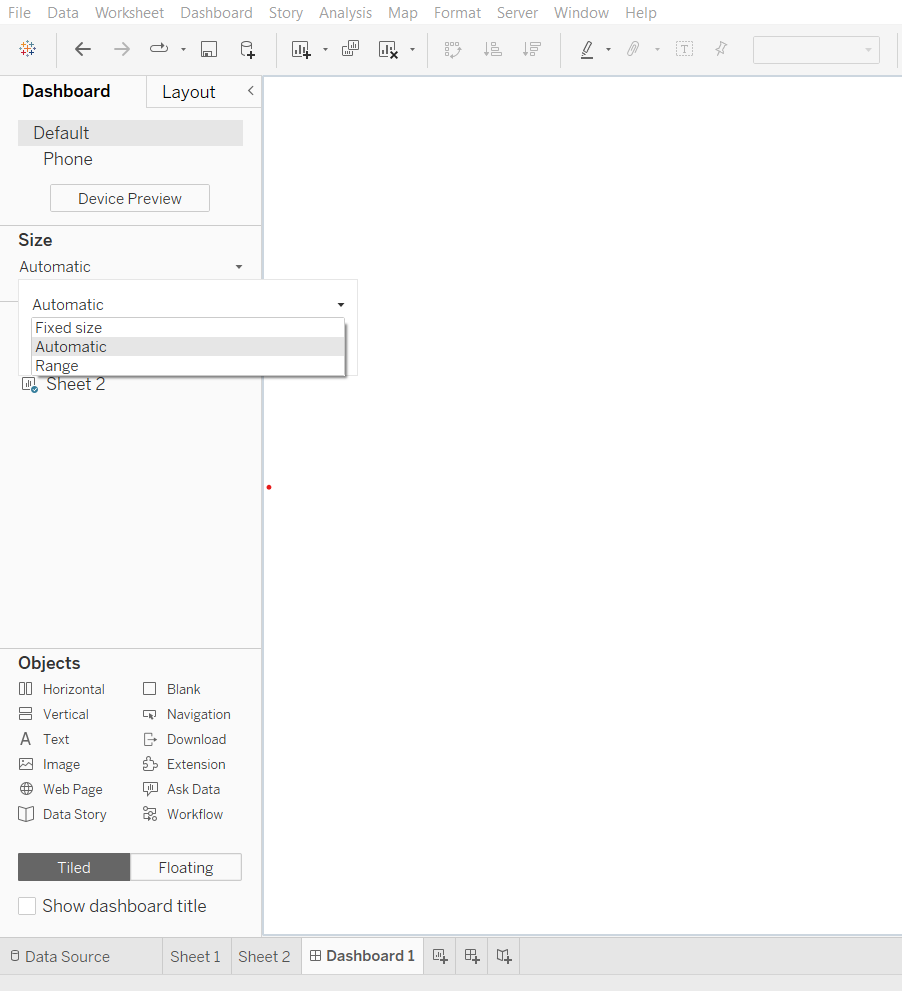 File Data Worksheet Dashboard Story Analysis Map Format Server Window Help
Dashboard Layout
Default
Phone
Device Preview
Size
Automatic
Automatic
Fixed size
Automatic
Range
Sheet 2
Objects
Horizontal Blank
Vertical Navigation
Text Download
Image Extension
Web Page Ask Data
Data Story Workflow
Tiled Floating
Show dashboard title
Data Source Sheet 1 Sheet 2 Dashboard 1